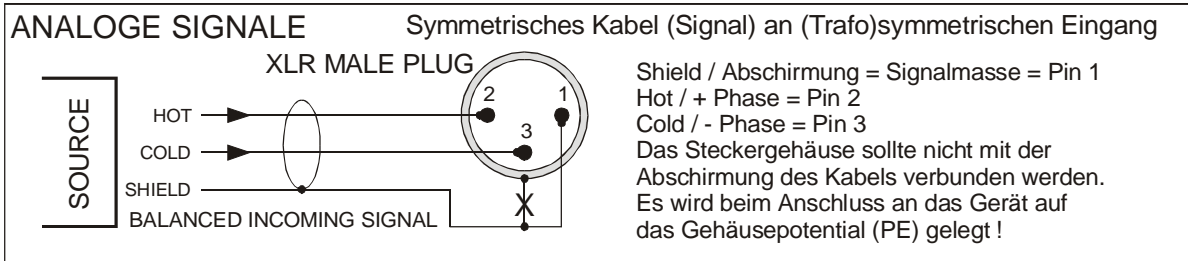 ANALOGE SIGNALE
Symmetrisches Kabel (Signal) an (Trafo)symmetrischen Eingang
XLR MALE PLUG
SOURCE
HOT
COLD
SHIELD
BALANCED INCOMING SIGNAL
2
1
3
X
Shield / Abschirmung = Signalmasse = Pin 1
Hot / + Phase = Pin 2
Cold / - Phase = Pin 3
Das Steckergehäuse sollte nicht mit der
Abschirmung des Kabels verbunden werden.
Es wird beim Anschluss an das Gerät auf
das Gehäusepotential (PE) gelegt !